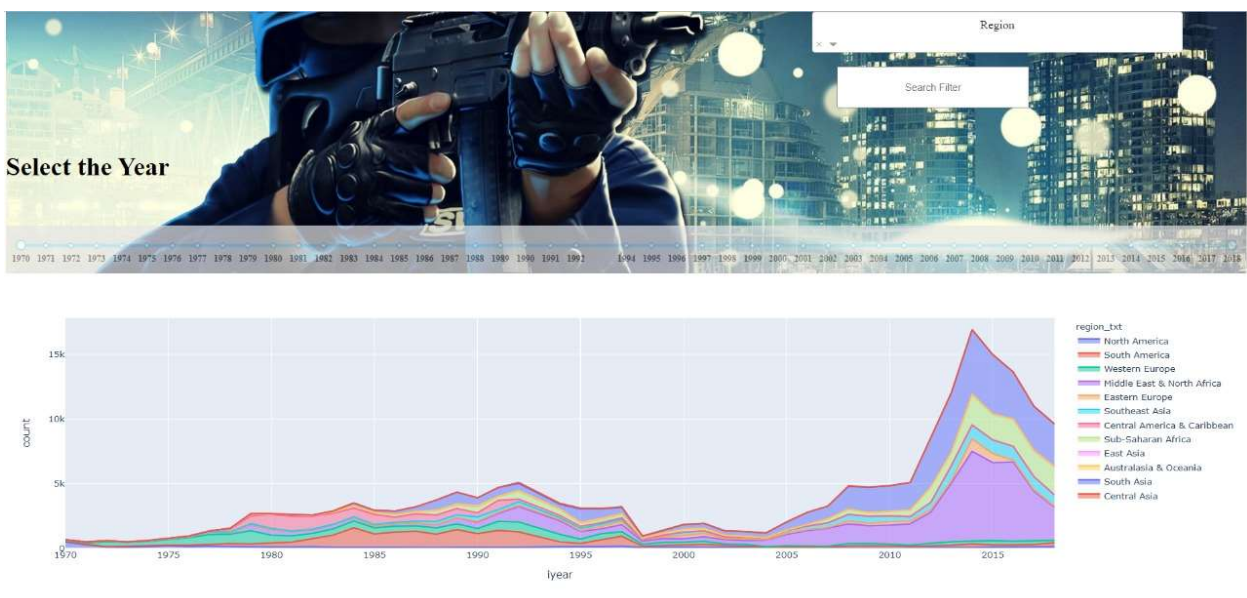 Region
×
Search Filter
Select the Year
1970 1971 1972 1973 1974 1975 1976 1977 1978 1979 1980 1981 1982 1983 1984 1985 1986 1987 1988 1989 1990 1991 1992 1994 1995 1996 1997 1998 1999 2000 2001 2002 2003 2004 2005 2006 2007 2008 2009 2010 2011 2012 2013 2014 2015 2016 2017 2018
region_txt
North America
South America
Western Europe
Middle East & North Africa
Eastern Europe
Southeast Asia
Central America & Caribbean
Sub-Saharan Africa
East Asia
Australasia & Oceania
South Asia
Central Asia
15k
10k
5k
0
count
1970 1975 1980 1985 1990 1995 2000 2005 2010 2015
iyear